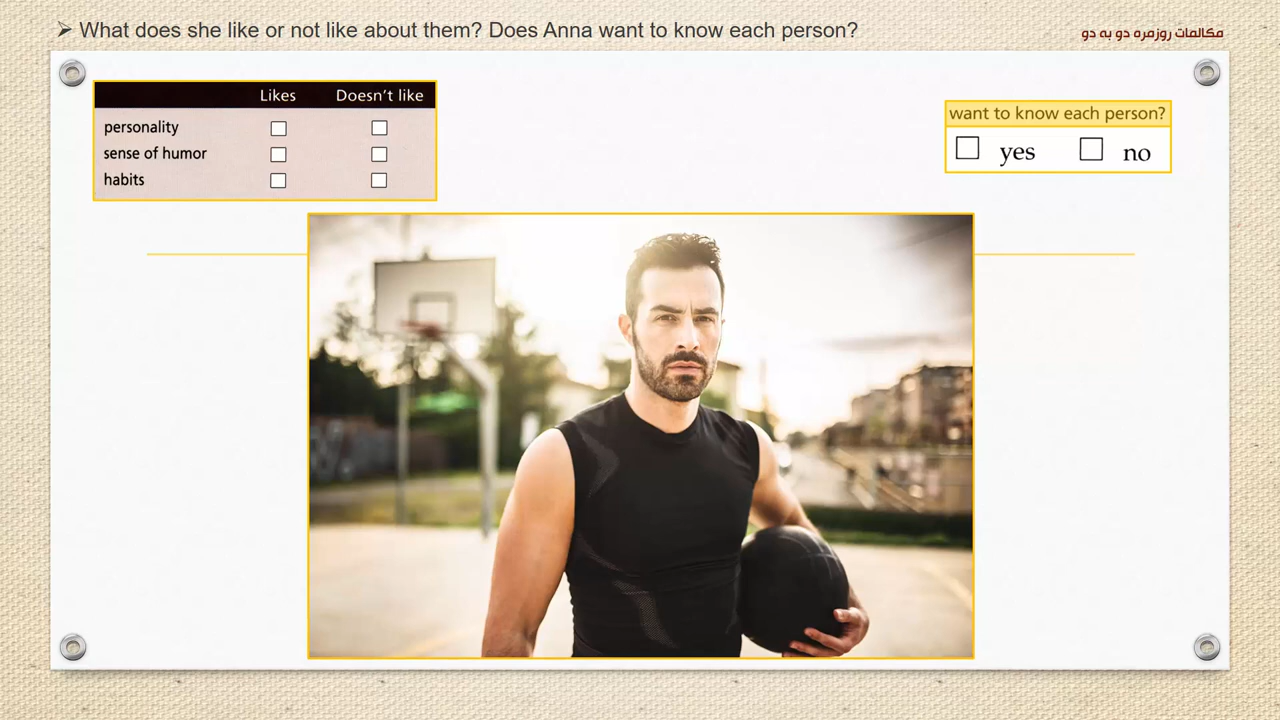 What does she like or not like about them? Does Anna want to know each person?
مکالمات روزمره دو به دو
Likes Doesn't like
personality
sense of humor
habits
want to know each person?
yes no